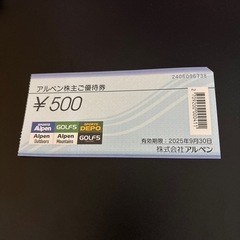 アルペン株主ご優待券
¥500
SPORTS Alpen GOLF5 SPORTS DEPO
Alpen Outdoors Alpen Mountains GOLF5
有効期限:2025年9月30日
株式会社アルペン